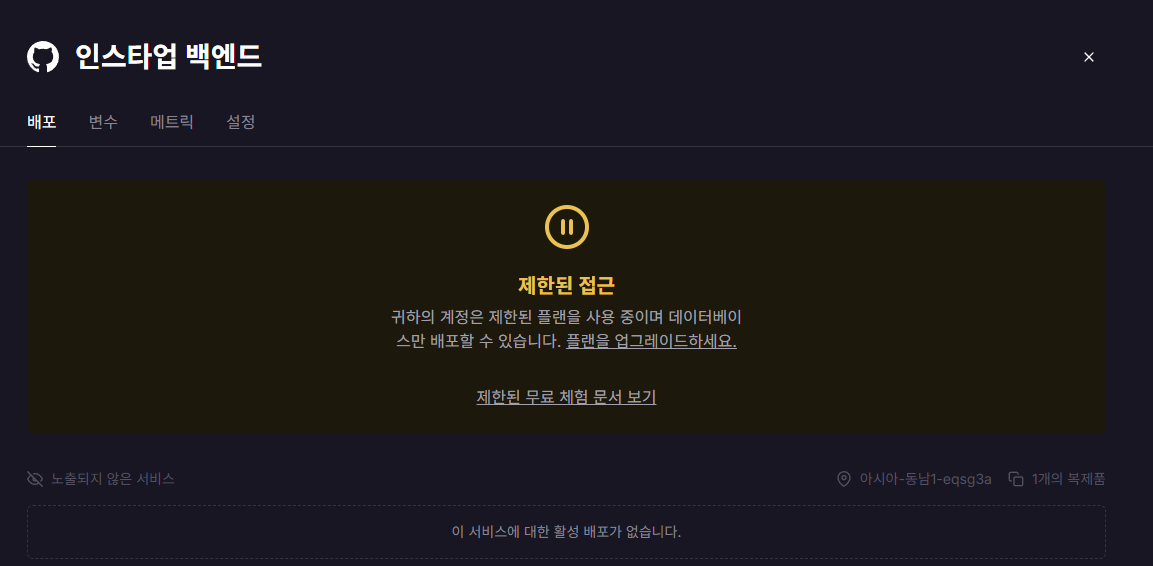 인스타업 백엔드
배포 변수 메트릭 설정
제한된 접근
귀하의 계정은 제한된 플랜을 사용 중이며 데이터베이
스만 배포할 수 있습니다. 플랜을 업그레이드하세요.
제한된 무료 체험 문서 보기
노출되지 않은 서비스 아시아-동남1-eqsg3a 1개의 복제품
이 서비스에 대한 활성 배포가 없습니다.